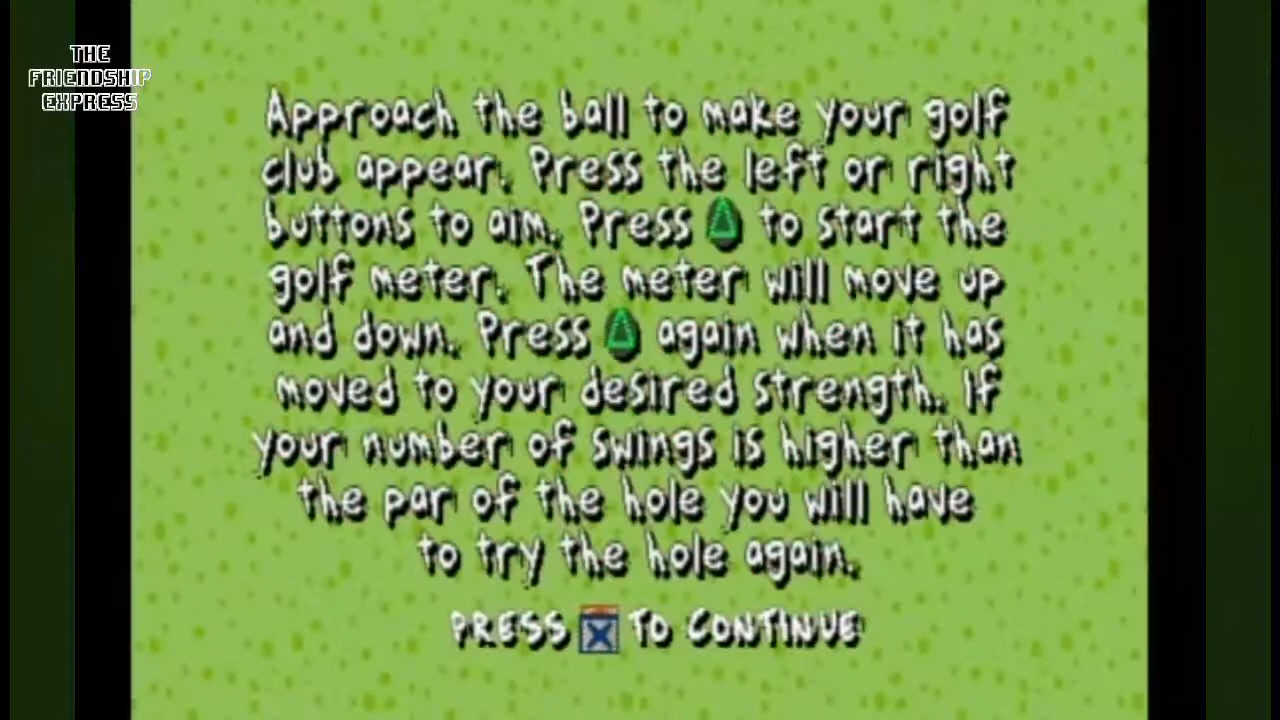 THE
FRIENDSHIP
EXPRESS
Approach the ball to make your golf
club appear. Press the left or right
buttons to aim. Press △ to start the
golf meter. The meter will move up
and down. Press △ again when it has
moved to your desired strength. If
your number of swings is higher than
the par of the hole you will have
to try the hole again.
PRESS X TO CONTINUE